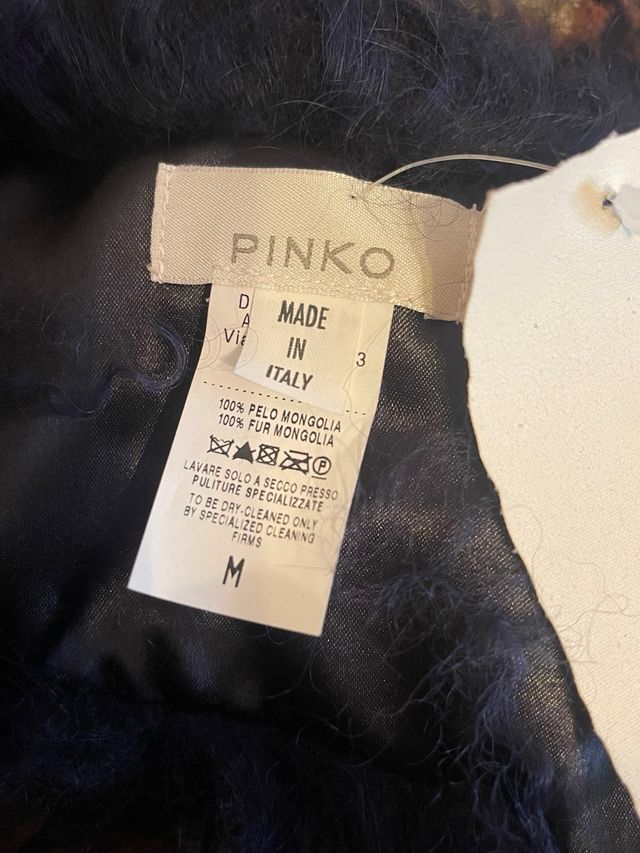 PINKO
D
A
Via
3
MADE
IN
ITALY
100% PELO MONGOLIA
100% FUR MONGOLIA
P
LAVARE SOLO A SECCO PRESSO
PULITURE SPECIALIZZATE
TO BE DRY-CLEANED ONLY
BY SPECIALIZED CLEANING
FIRMS
M